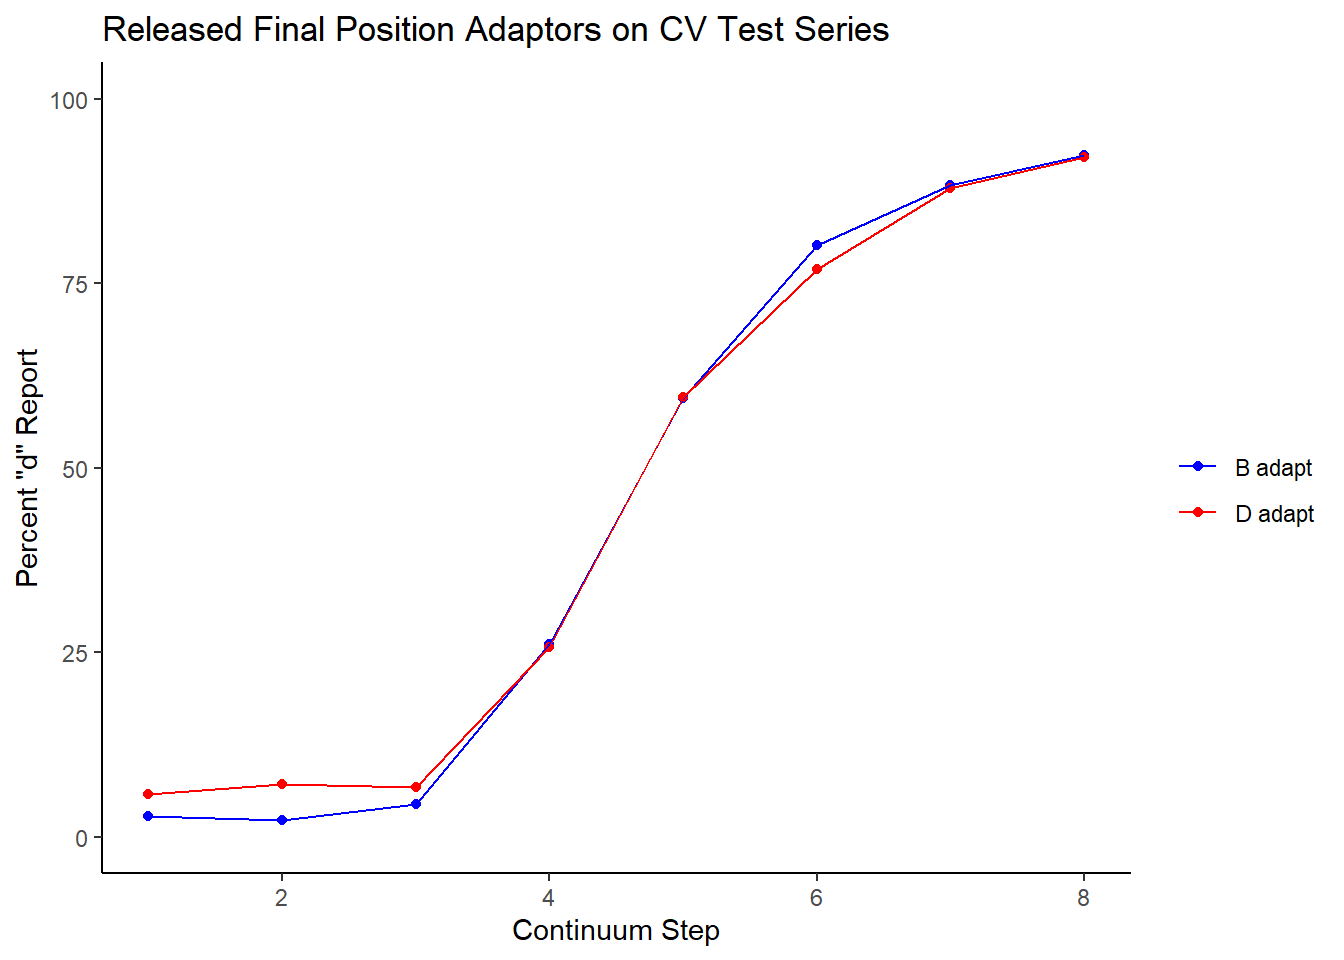 Released Final Position Adaptors on CV Test Series
100
75
50
25
0
Percent "d" Report
2
4
6
8
Continuum Step
B adapt
D adapt